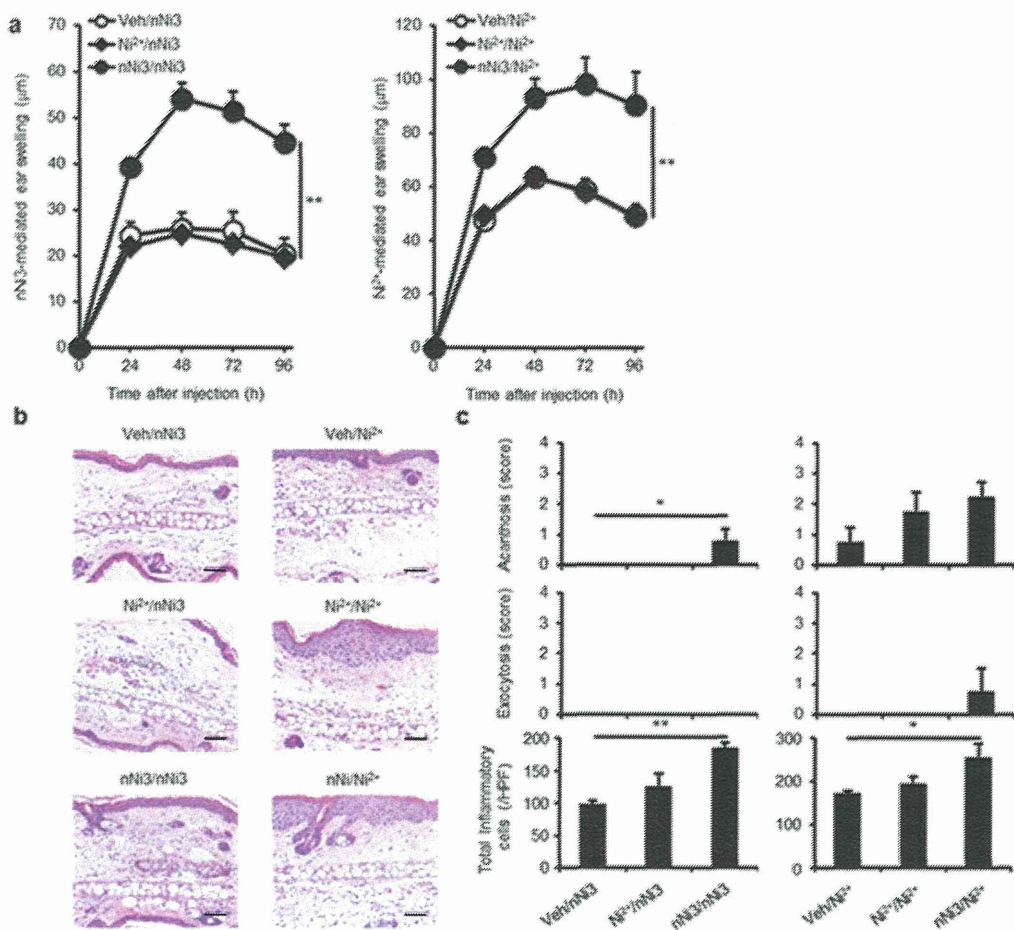 a
70
60
50
40
30
20
10
0
0 24 48 72 96
nN3-mediated ear swelling (μm)
Time after injection (h)
Veh/nNi3
Ni²⁺/nNi3
nNi3/nNi3
**
120
100
80
60
40
20
0
0 24 48 72 96
Ni²⁺-mediated ear swelling (μm)
Time after injection (h)
Veh/Ni²⁺
Ni²⁺/Ni²⁺
nNi3/Ni²⁺
**
b
Veh/nNi3
Veh/Ni²⁺
Ni²⁺/nNi3
Ni²⁺/Ni²⁺
nNi3/nNi3
nNi/Ni²⁺
c
Acanthosis (score)
4
3
2
1
0
*
4
3
2
1
0
Exocytosis (score)
4
3
2
1
0
4
3
2
1
0
Total Inflammatory
cells (/HPF)
200
150
100
50
0
**
300
200
100
0
*
Veh/nNi3
Ni²⁺/nNi3
nNi3/nNi3
Veh/Ni²⁺
Ni²⁺/Ni²⁺
nNi3/Ni²⁺